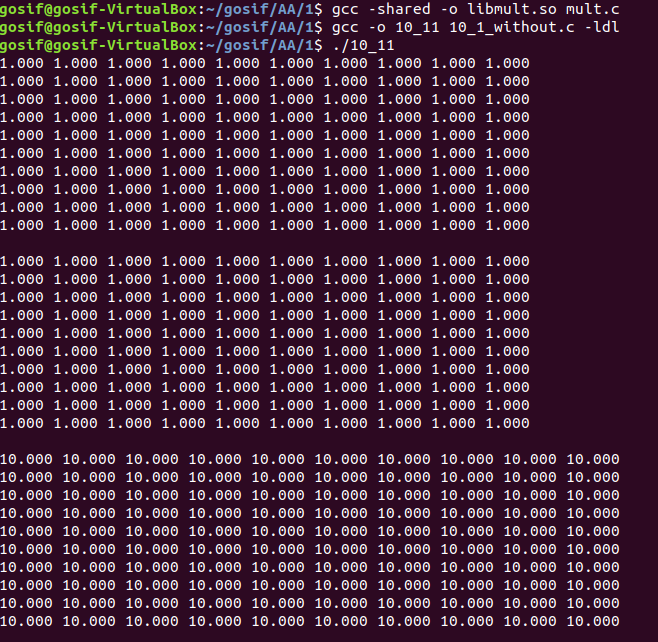 gosif@gosif-VirtualBox:~/gosif/AA/1$ gcc -shared -o libmult.so mult.c
gosif@gosif-VirtualBox:~/gosif/AA/1$ gcc -o 10_11 10_1_without.c -ldl
gosif@gosif-VirtualBox:~/gosif/AA/1$ ./10_11
1.000 1.000 1.000 1.000 1.000 1.000 1.000 1.000 1.000 1.000
1.000 1.000 1.000 1.000 1.000 1.000 1.000 1.000 1.000 1.000
1.000 1.000 1.000 1.000 1.000 1.000 1.000 1.000 1.000 1.000
1.000 1.000 1.000 1.000 1.000 1.000 1.000 1.000 1.000 1.000
1.000 1.000 1.000 1.000 1.000 1.000 1.000 1.000 1.000 1.000
1.000 1.000 1.000 1.000 1.000 1.000 1.000 1.000 1.000 1.000
1.000 1.000 1.000 1.000 1.000 1.000 1.000 1.000 1.000 1.000
1.000 1.000 1.000 1.000 1.000 1.000 1.000 1.000 1.000 1.000
1.000 1.000 1.000 1.000 1.000 1.000 1.000 1.000 1.000 1.000
1.000 1.000 1.000 1.000 1.000 1.000 1.000 1.000 1.000 1.000

1.000 1.000 1.000 1.000 1.000 1.000 1.000 1.000 1.000 1.000
1.000 1.000 1.000 1.000 1.000 1.000 1.000 1.000 1.000 1.000
1.000 1.000 1.000 1.000 1.000 1.000 1.000 1.000 1.000 1.000
1.000 1.000 1.000 1.000 1.000 1.000 1.000 1.000 1.000 1.000
1.000 1.000 1.000 1.000 1.000 1.000 1.000 1.000 1.000 1.000
1.000 1.000 1.000 1.000 1.000 1.000 1.000 1.000 1.000 1.000
1.000 1.000 1.000 1.000 1.000 1.000 1.000 1.000 1.000 1.000
1.000 1.000 1.000 1.000 1.000 1.000 1.000 1.000 1.000 1.000
1.000 1.000 1.000 1.000 1.000 1.000 1.000 1.000 1.000 1.000
1.000 1.000 1.000 1.000 1.000 1.000 1.000 1.000 1.000 1.000

10.000 10.000 10.000 10.000 10.000 10.000 10.000 10.000 10.000 10.000
10.000 10.000 10.000 10.000 10.000 10.000 10.000 10.000 10.000 10.000
10.000 10.000 10.000 10.000 10.000 10.000 10.000 10.000 10.000 10.000
10.000 10.000 10.000 10.000 10.000 10.000 10.000 10.000 10.000 10.000
10.000 10.000 10.000 10.000 10.000 10.000 10.000 10.000 10.000 10.000
10.000 10.000 10.000 10.000 10.000 10.000 10.000 10.000 10.000 10.000
10.000 10.000 10.000 10.000 10.000 10.000 10.000 10.000 10.000 10.000
10.000 10.000 10.000 10.000 10.000 10.000 10.000 10.000 10.000 10.000
10.000 10.000 10.000 10.000 10.000 10.000 10.000 10.000 10.000 10.000
10.000 10.000 10.000 10.000 10.000 10.000 10.000 10.000 10.000 10.000